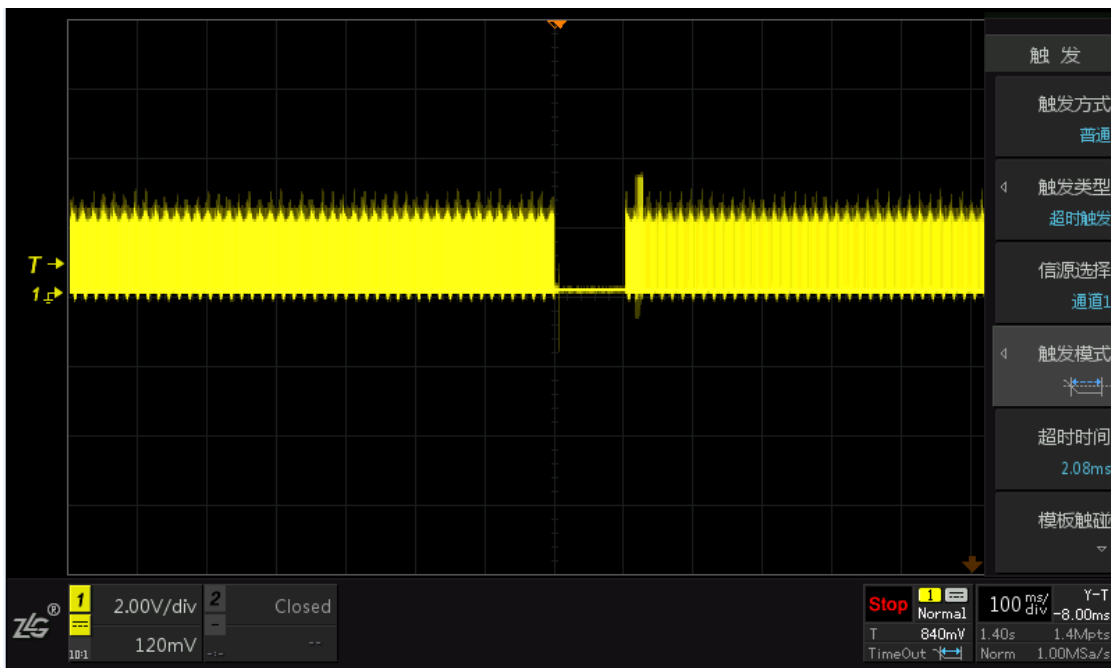 触 发
触发方式
普通
触发类型
超时触发
信源选择
通道1
触发模式
超时时间
2.08ms
模板触碰
T
1
ZLG®
1
10:1
2.00V/div
120mV
2
-:-
Closed
--
Stop
1
Normal
T 840mV
TimeOut
100 ms/div
Y-T
-8.00ms
1.40s 1.4Mpts
Norm 1.00MSa/s